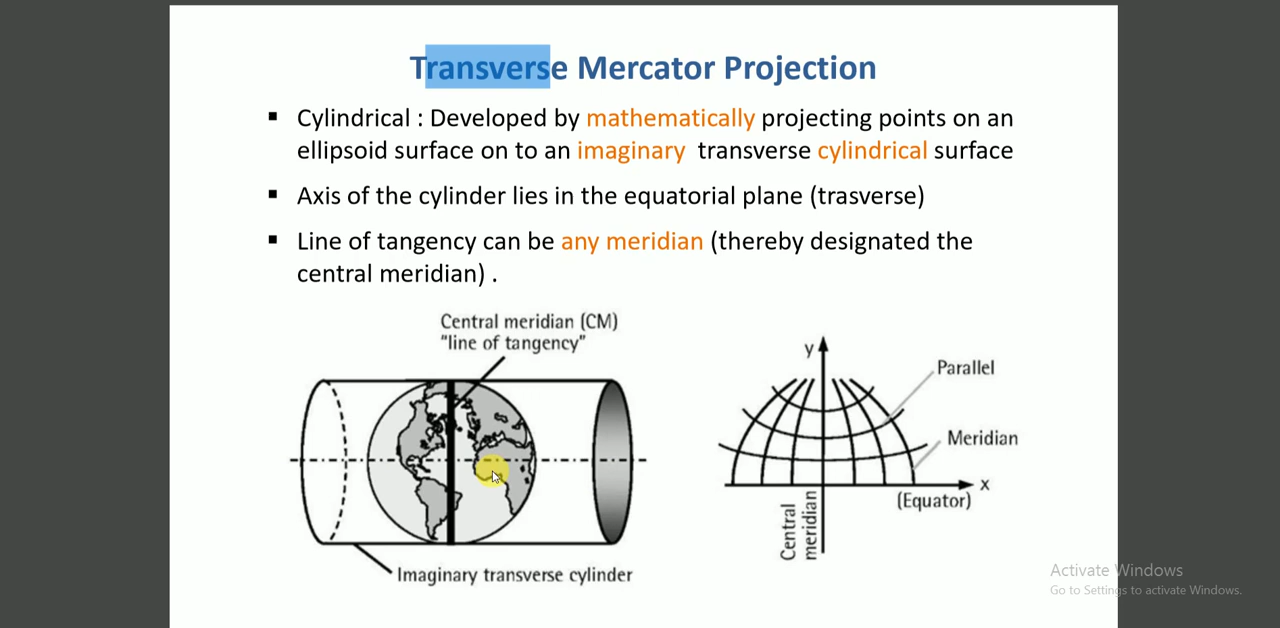 Transverse Mercator Projection
▪ Cylindrical : Developed by mathematically projecting points on an
ellipsoid surface on to an imaginary transverse cylindrical surface
▪ Axis of the cylinder lies in the equatorial plane (trasverse)
▪ Line of tangency can be any meridian (thereby designated the
central meridian) .
Central meridian (CM)
"line of tangency"
Imaginary transverse cylinder
y
Parallel
Meridian
x
(Equator)
Central
meridian
Activate Windows
Go to Settings to activate Windows.